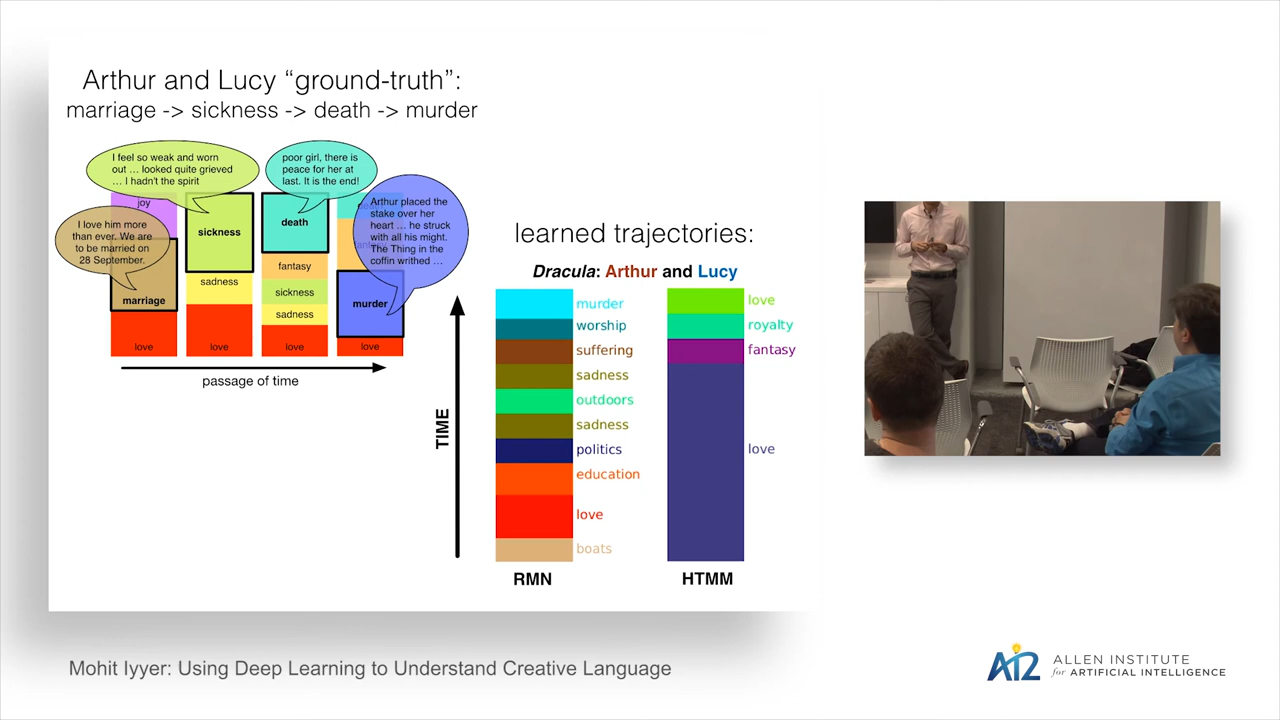 Arthur and Lucy “ground-truth”:
marriage -> sickness -> death -> murder
I feel so weak and worn
out … looked quite grieved
… I hadn't the spirit
poor girl, there is
peace for her at
last. It is the end!
Arthur placed the
stake over her
heart … he struck
with all his might.
The Thing in the
coffin writhed …
I love him more
than ever. We are
to be married on
28 September.
joy
marriage
love
sickness
sadness
love
death
fantasy
sickness
sadness
love
murder
love
passage of time
learned trajectories:
Dracula: Arthur and Lucy
TIME
murder
worship
suffering
sadness
outdoors
sadness
politics
education
love
boats
RMN
love
royalty
fantasy
love
HTMM
Mohit Iyyer: Using Deep Learning to Understand Creative Language
AI2
ALLEN INSTITUTE
for ARTIFICIAL INTELLIGENCE